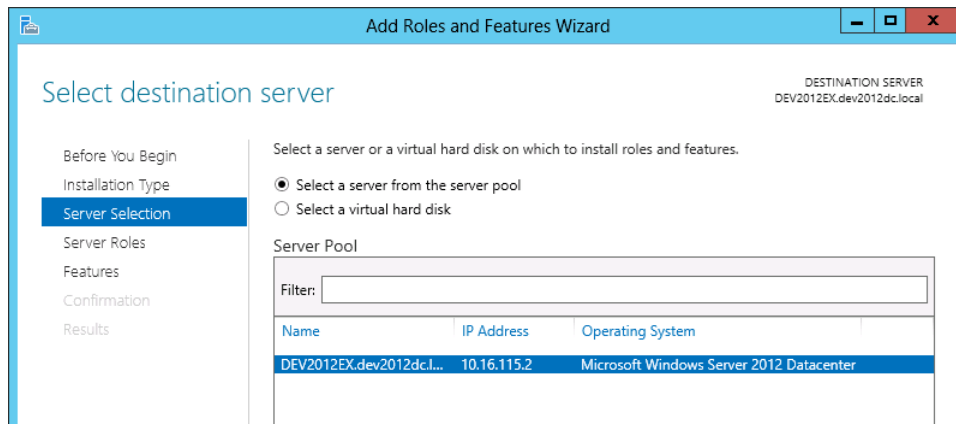 Add Roles and Features Wizard
Select destination server
DESTINATION SERVER
DEV2012EX.dev2012dc.local
Before You Begin
Installation Type
Server Selection
Server Roles
Features
Confirmation
Results
Select a server or a virtual hard disk on which to install roles and features.
Select a server from the server pool
Select a virtual hard disk
Server Pool
Filter:
Name IP Address Operating System
DEV2012EX.dev2012dc.l... 10.16.115.2 Microsoft Windows Server 2012 Datacenter